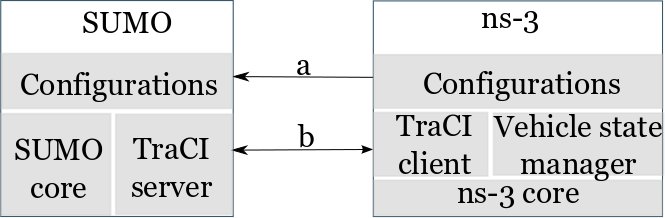 SUMO
Configurations
SUMO
core
TraCI
server
a
b
ns-3
Configurations
TraCI
client
Vehicle state
manager
ns-3 core